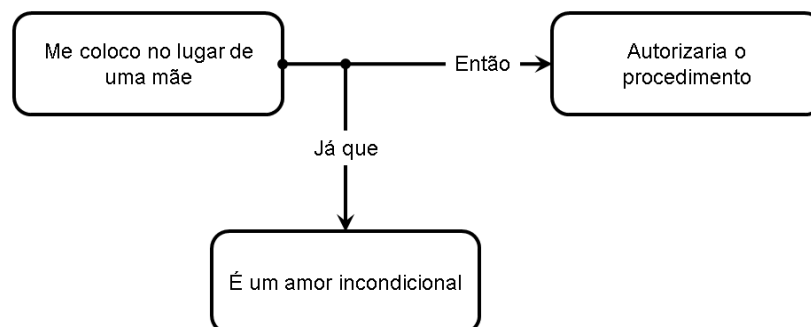 Me coloco no lugar de
uma mãe
Então
Autorizaria o
procedimento
Já que
É um amor incondicional